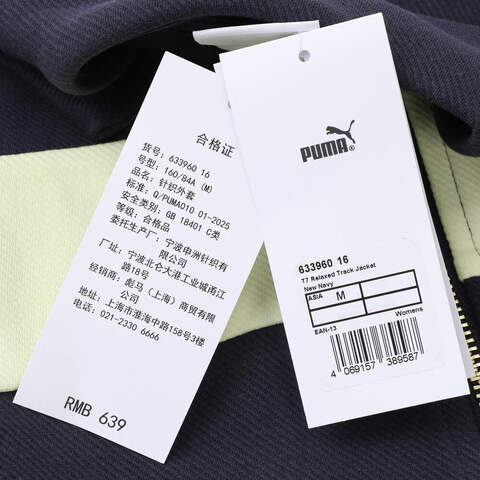 合格证
货号: 633960 16
号型: 160/84A (M)
品名: 针织外套
标准: Q/PUMA010 01-2025
安全类别: GB 18401 C类
等级: 合格品
委托生产厂: 宁波申洲针织有
限公司
厂址: 宁波北仑大港工业城甬江
路18号
经销商: 彪马（上海）商贸有限
公司
地址: 上海市淮海中路158号3楼
电话: 021-2330 6666
RMB 639
PUMA
633960 16
T7 Relaxed Track Jacket
New Navy
ASIA M
EAN-13 Womens
4 069157 389587